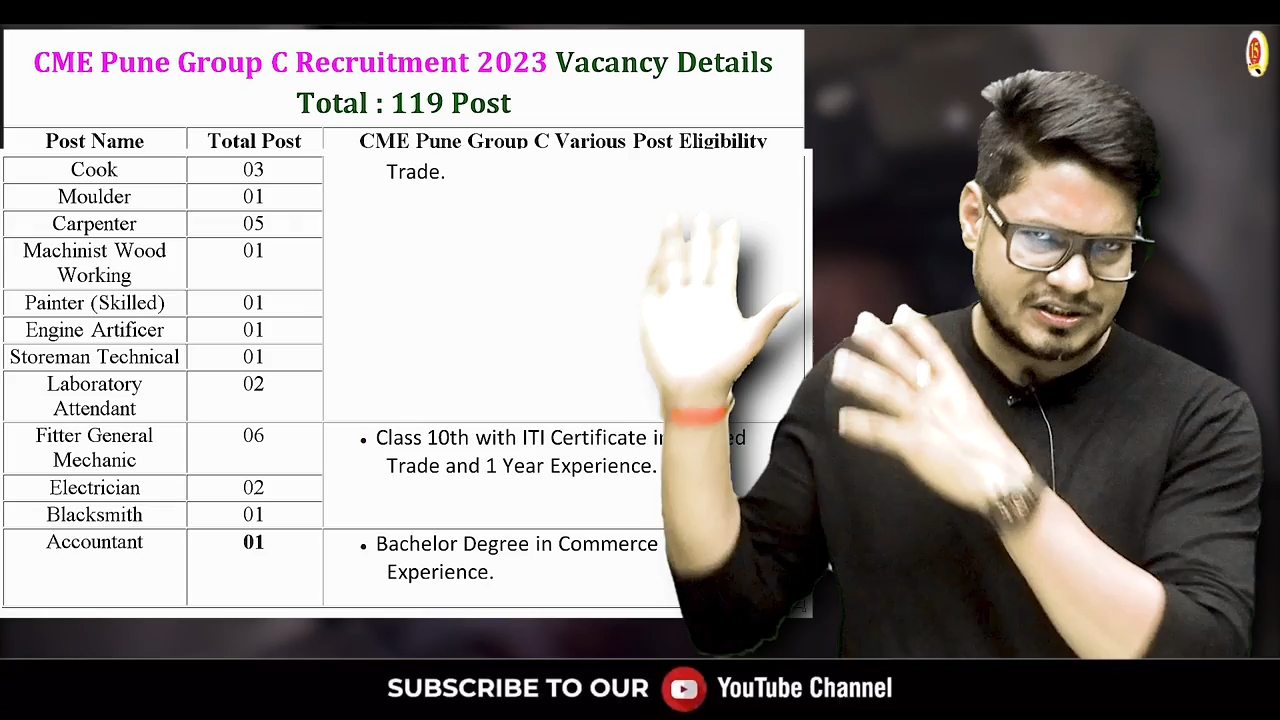 CME Pune Group C Recruitment 2023 Vacancy Details
Total : 119 Post
Post Name Total Post CME Pune Group C Various Post Eligibility
Cook 03 Trade.
Moulder 01
Carpenter 05
Machinist Wood 01
Working
Painter (Skilled) 01
Engine Artificer 01
Storeman Technical 01
Laboratory 02
Attendant
Fitter General 06 • Class 10th with ITI Certificate
Mechanic Trade and 1 Year Experience.
Electrician 02
Blacksmith 01
Accountant 01 • Bachelor Degree in Commerce
Experience.
SUBSCRIBE TO OUR YouTube Channel